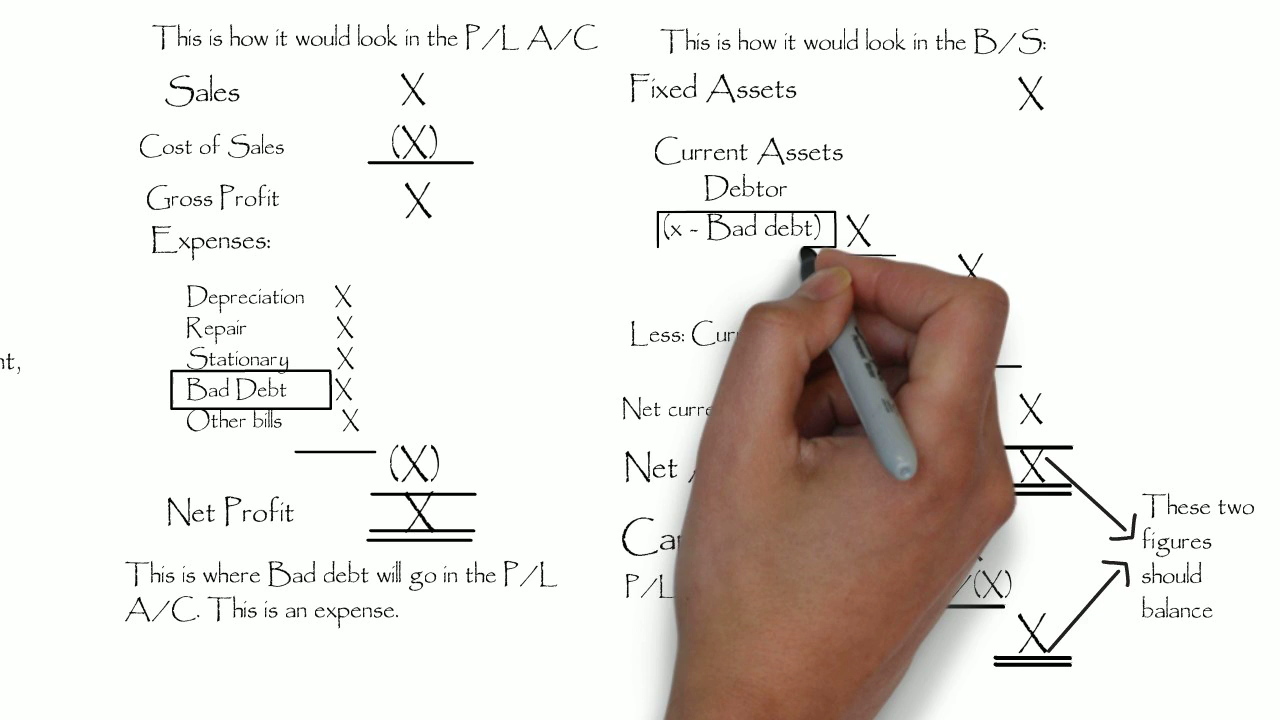 This is how it would look in the P/L A/C
Sales X
Cost of Sales (X)
Gross Profit X
Expenses:
Depreciation X
Repair X
Stationary X
Bad Debt X
Other bills X
(X)
Net Profit X
This is where Bad debt will go in the P/L
A/C. This is an expense.
nt,
This is how it would look in the B/S:
Fixed Assets X
Current Assets
Debtor
(x - Bad debt) X
X
Less:
Net X
Net X
P/L (X)
X
These two
figures
should
balance